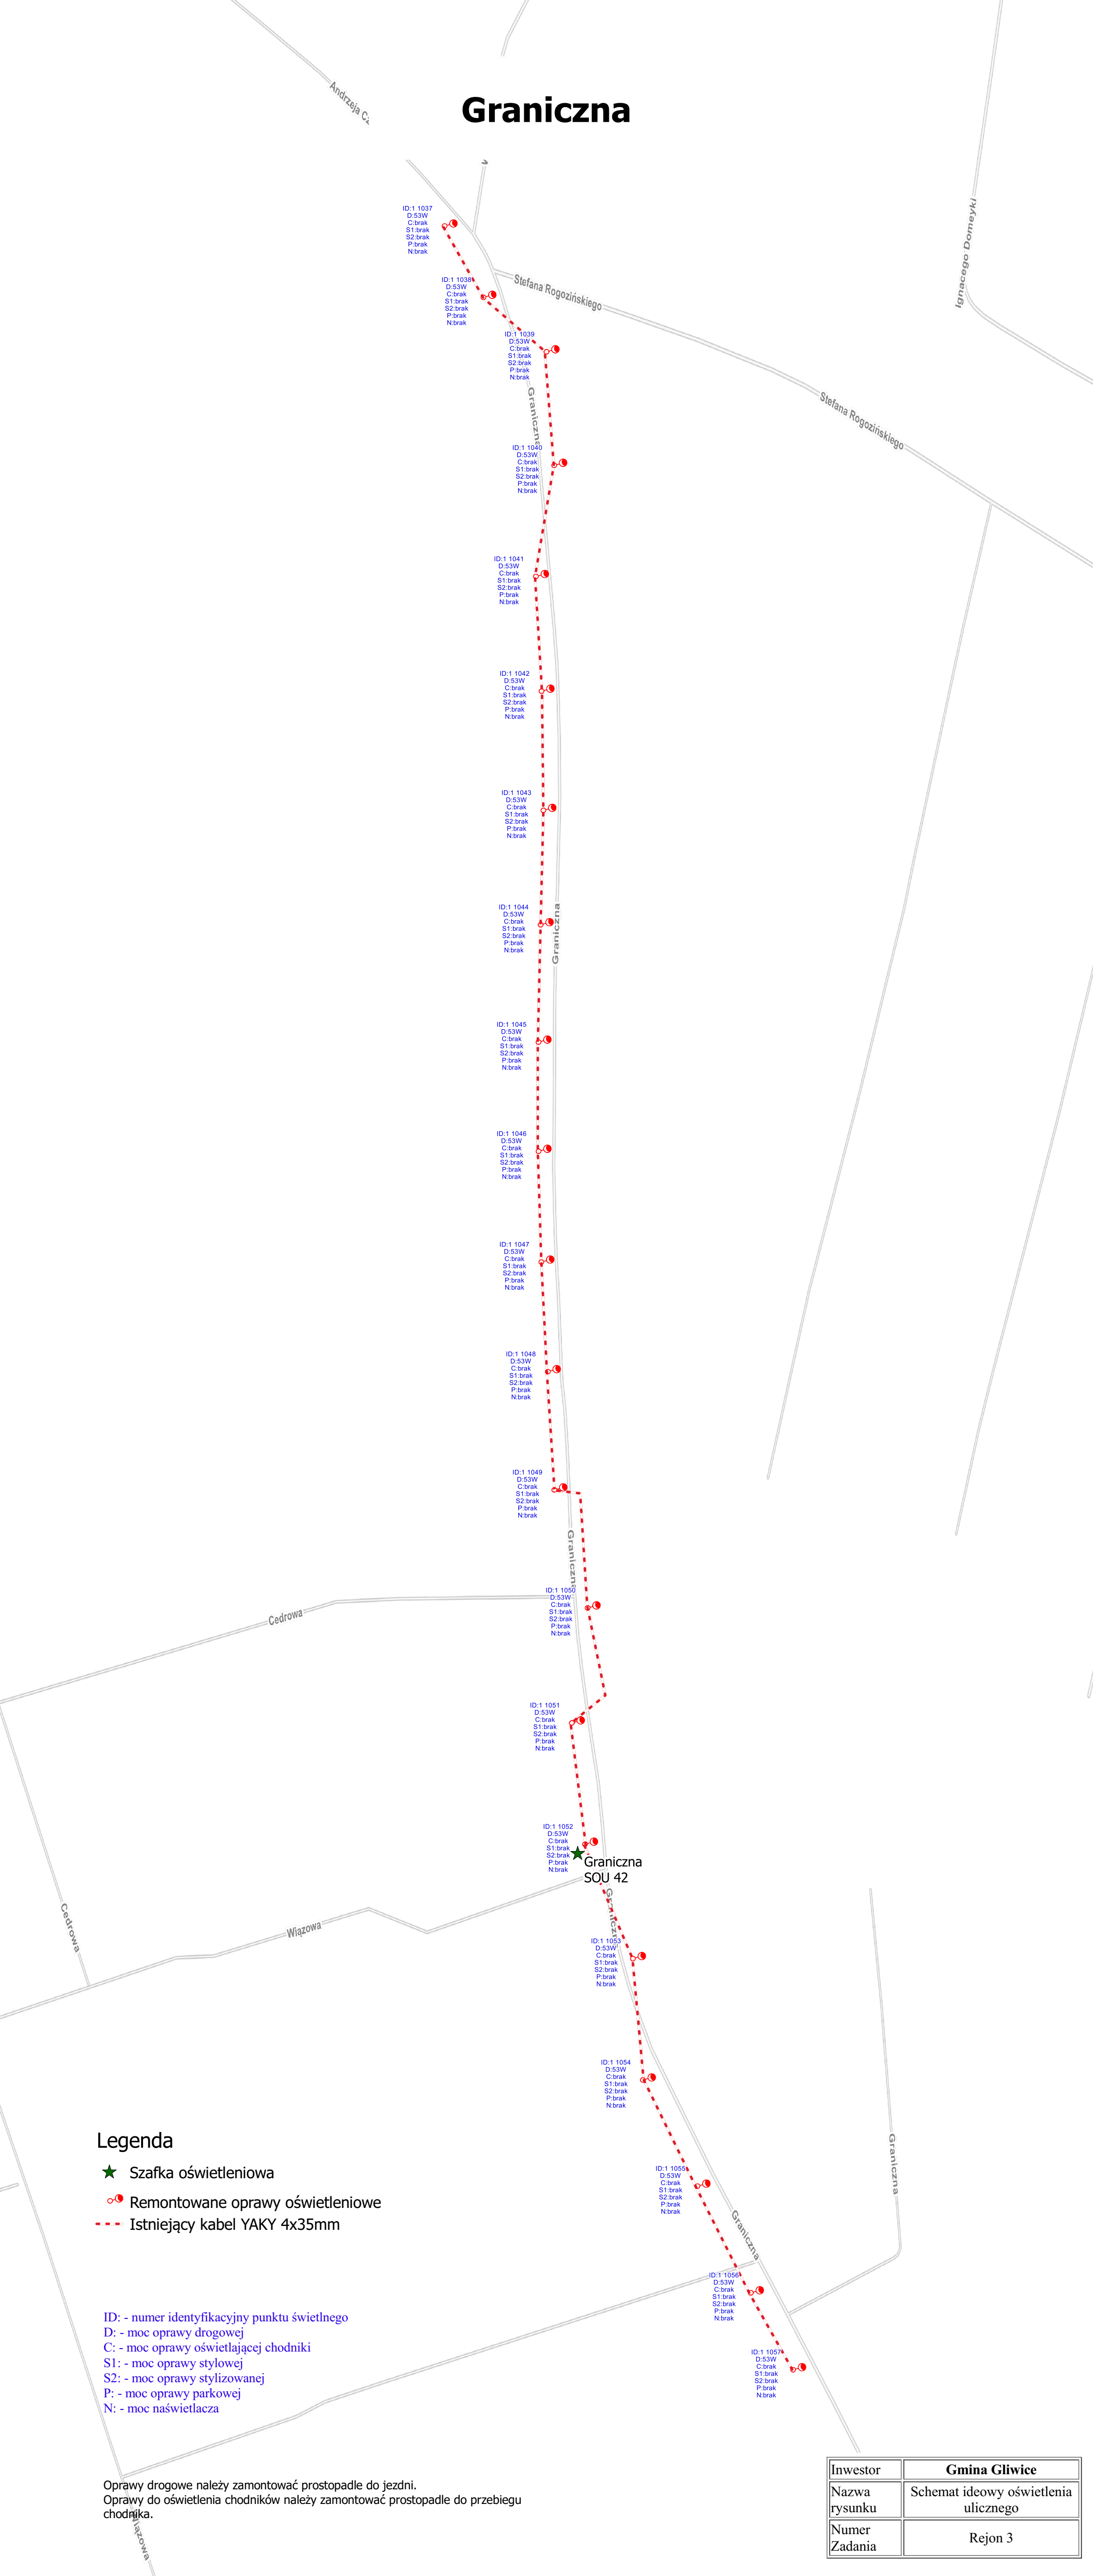 Andrzeja Cz
Graniczna
Ignacego Domeyki
ID:1 1037
D:53W
C:brak
S1:brak
S2:brak
P:brak
N:brak
Stefana Rogozińskiego
ID:1 1038
D:53W
C:brak
S1:brak
S2:brak
P:brak
N:brak
ID:1 1039
D:53W
C:brak
S1:brak
S2:brak
P:brak
N:brak
Graniczna
Stefana Rogozińskiego
ID:1 1040
D:53W
C:brak
S1:brak
S2:brak
P:brak
N:brak
ID:1 1041
D:53W
C:brak
S1:brak
S2:brak
P:brak
N:brak
ID:1 1042
D:53W
C:brak
S1:brak
S2:brak
P:brak
N:brak
ID:1 1043
D:53W
C:brak
S1:brak
S2:brak
P:brak
N:brak
ID:1 1044
D:53W
C:brak
S1:brak
S2:brak
P:brak
N:brak
Graniczna
ID:1 1045
D:53W
C:brak
S1:brak
S2:brak
P:brak
N:brak
ID:1 1046
D:53W
C:brak
S1:brak
S2:brak
P:brak
N:brak
ID:1 1047
D:53W
C:brak
S1:brak
S2:brak
P:brak
N:brak
ID:1 1048
D:53W
C:brak
S1:brak
S2:brak
P:brak
N:brak
ID:1 1049
D:53W
C:brak
S1:brak
S2:brak
P:brak
N:brak
Graniczna
ID:1 1050
D:53W
C:brak
S1:brak
S2:brak
P:brak
N:brak
Cedrowa
ID:1 1051
D:53W
C:brak
S1:brak
S2:brak
P:brak
N:brak
ID:1 1052
D:53W
C:brak
S1:brak
S2:brak
P:brak
N:brak
Graniczna
SOU 42
Graniczna
Cedrowa
Wiązowa
ID:1 1053
D:53W
C:brak
S1:brak
S2:brak
P:brak
N:brak
ID:1 1054
D:53W
C:brak
S1:brak
S2:brak
P:brak
N:brak
Graniczna
ID:1 1055
D:53W
C:brak
S1:brak
S2:brak
P:brak
N:brak
Graniczna
ID:1 1056
D:53W
C:brak
S1:brak
S2:brak
P:brak
N:brak
ID:1 1057
D:53W
C:brak
S1:brak
S2:brak
P:brak
N:brak
Legenda
Szafka oświetleniowa
Remontowane oprawy oświetleniowe
Istniejący kabel YAKY 4x35mm
ID: - numer identyfikacyjny punktu świetlnego
D: - moc oprawy drogowej
C: - moc oprawy oświetlającej chodniki
S1: - moc oprawy stylowej
S2: - moc oprawy stylizowanej
P: - moc oprawy parkowej
N: - moc naświetlacza
Oprawy drogowe należy zamontować prostopadle do jezdni.
Oprawy do oświetlenia chodników należy zamontować prostopadle do przebiegu
chodnika.
Wiązowa
Inwestor Gmina Gliwice
Nazwa rysunku Schemat ideowy oświetlenia
ulicznego
Numer Zadania Rejon 3